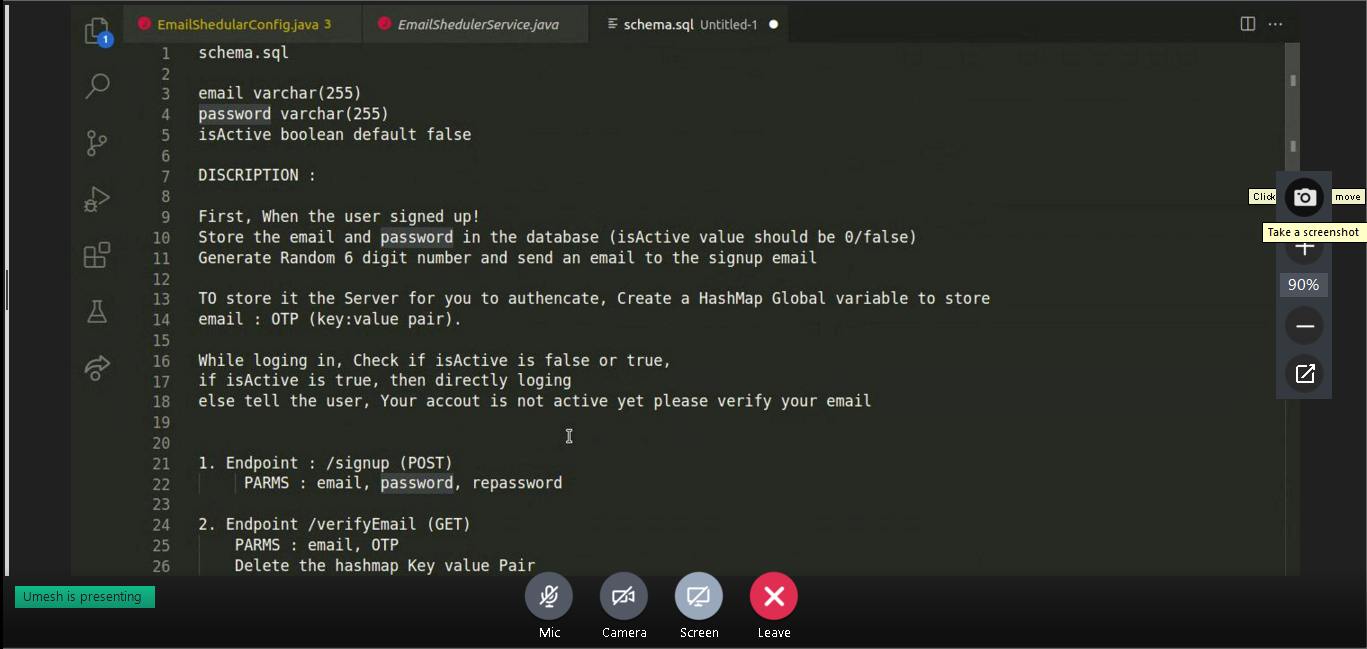 EmailShedularConfig.java 3
EmailShedulerService.java
schema.sql Untitled-1
1
1 schema.sql
2
3 email varchar(255)
4 password varchar(255)
5 isActive boolean default false
6
7 DISCRIPTION :
8
9 First, When the user signed up!
10 Store the email and password in the database (isActive value should be 0/false)
11 Generate Random 6 digit number and send an email to the signup email
12
13 TO store it the Server for you to authencate, Create a HashMap Global variable to store
14 email : OTP (key:value pair).
15
16 While loging in, Check if isActive is false or true,
17 if isActive is true, then directly loging
18 else tell the user, Your accout is not active yet please verify your email
19
20
21 1. Endpoint : /signup (POST)
22 PARMS : email, password, repassword
23
24 2. Endpoint /verifyEmail (GET)
25 PARMS : email, OTP
26 Delete the hashmap Key value Pair
Click
move
Take a screenshot
90%
Umesh is presenting
Mic
Camera
Screen
Leave